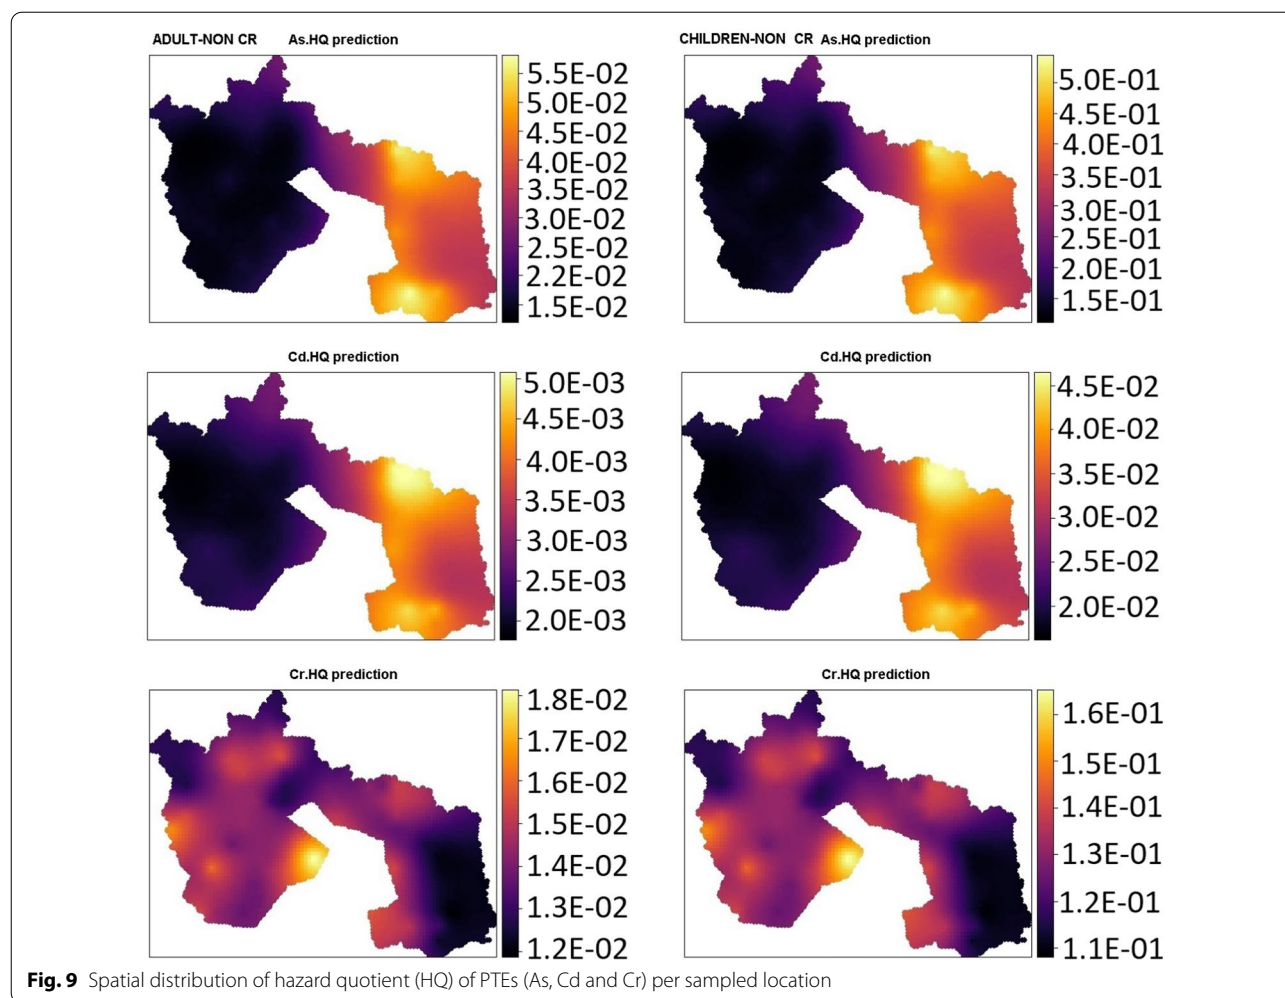 ADULT-NON CR As.HQ prediction
5.5E-02
5.0E-02
4.5E-02
4.0E-02
3.5E-02
3.0E-02
2.5E-02
2.2E-02
1.5E-02
CHILDREN-NON CR As.HQ prediction
5.0E-01
4.5E-01
4.0E-01
3.5E-01
3.0E-01
2.5E-01
2.0E-01
1.5E-01
Cd.HQ prediction
5.0E-03
4.5E-03
4.0E-03
3.5E-03
3.0E-03
2.5E-03
2.0E-03
Cd.HQ prediction
4.5E-02
4.0E-02
3.5E-02
3.0E-02
2.5E-02
2.0E-02
Cr.HQ prediction
1.8E-02
1.7E-02
1.6E-02
1.5E-02
1.4E-02
1.3E-02
1.2E-02
Cr.HQ prediction
1.6E-01
1.5E-01
1.4E-01
1.3E-01
1.2E-01
1.1E-01
Fig. 9 Spatial distribution of hazard quotient (HQ) of PTEs (As, Cd and Cr) per sampled location